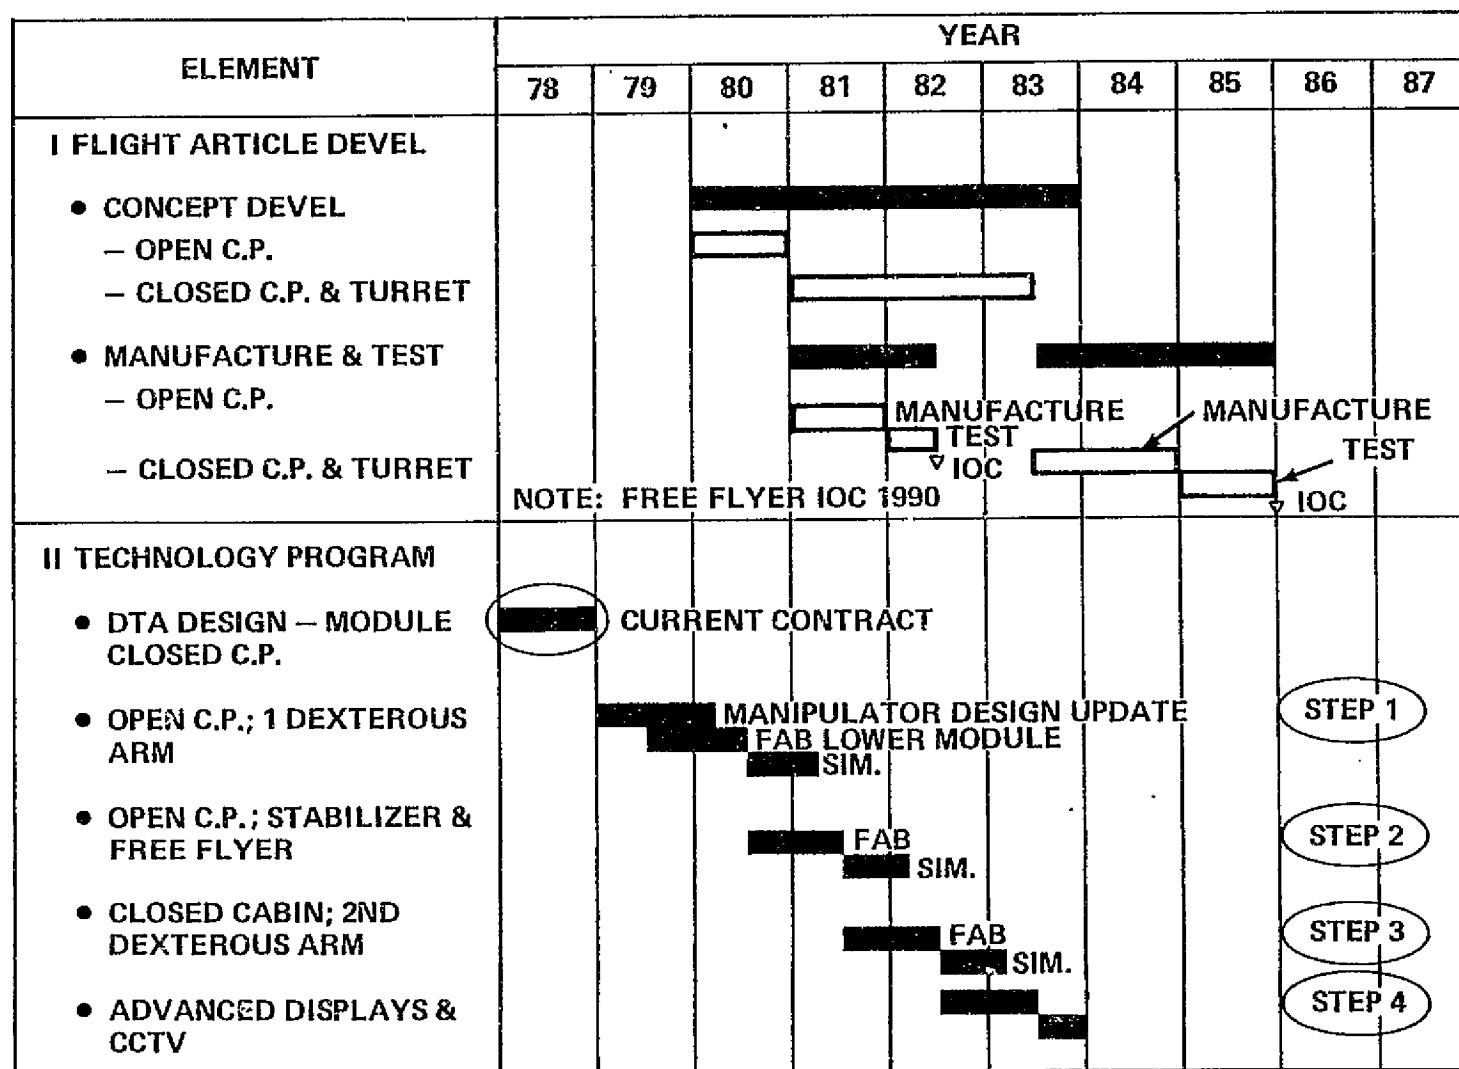 ELEMENT
YEAR
78 79 80 81 82 83 84 85 86 87
I FLIGHT ARTICLE DEVEL
● CONCEPT DEVEL
– OPEN C.P.
– CLOSED C.P. & TURRET
● MANUFACTURE & TEST
– OPEN C.P.
MANUFACTURE
MANUFACTURE
TEST
TEST
– CLOSED C.P. & TURRET
IOC
IOC
NOTE: FREE FLYER IOC 1990
II TECHNOLOGY PROGRAM
● DTA DESIGN – MODULE
CLOSED C.P.
CURRENT CONTRACT
● OPEN C.P.; 1 DEXTEROUS
ARM
MANIPULATOR DESIGN UPDATE
FAB LOWER MODULE
SIM.
STEP 1
● OPEN C.P.; STABILIZER &
FREE FLYER
FAB
SIM.
STEP 2
● CLOSED CABIN; 2ND
DEXTEROUS ARM
FAB
SIM.
STEP 3
● ADVANCED DISPLAYS &
CCTV
STEP 4